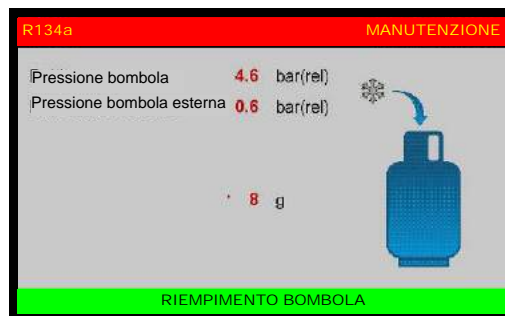 R134a MANUTENZIONE
Pressione bombola 4.6 bar(rel)
Pressione bombola esterna 0.6 bar(rel)
8 g
RIEMPIMENTO BOMBOLA